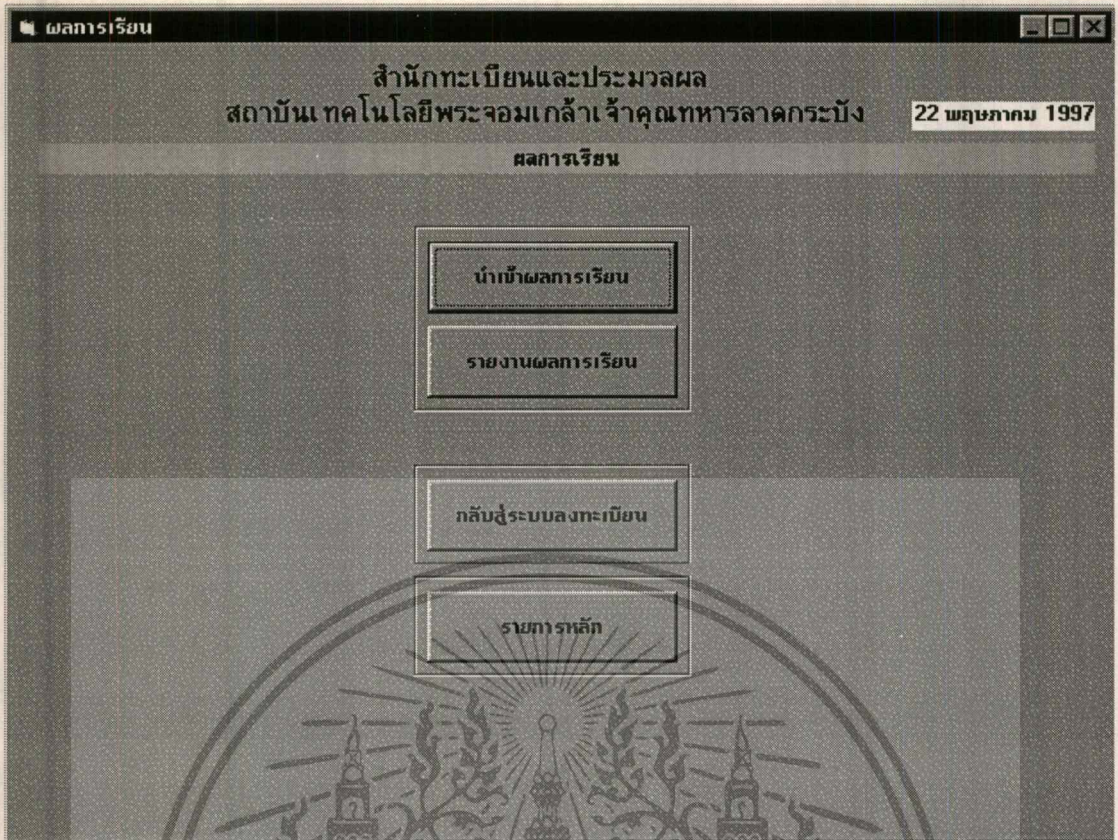 ผลการเรียน
สำนักทะเบียนและประมวลผล
สถาบันเทคโนโลยีพระจอมเกล้าเจ้าคุณทหารลาดกระบัง
22 พฤษภาคม 1997
ผลการเรียน
นำเข้าผลการเรียน
รายงานผลการเรียน
กลับสู่ระบบลงทะเบียน
รายการหลัก